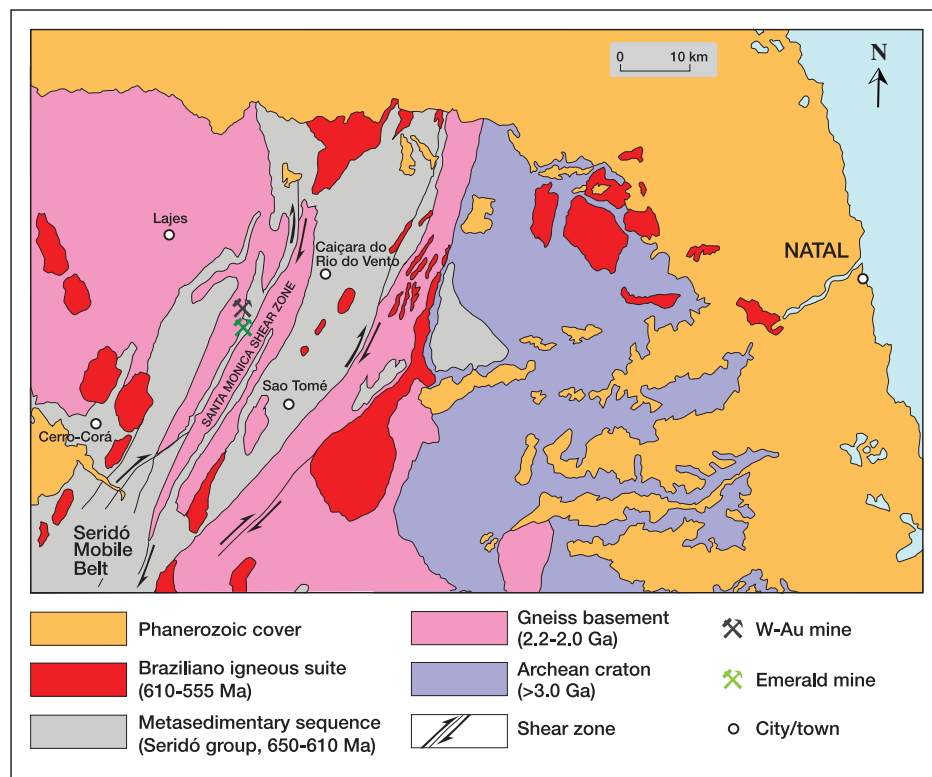 0 10 km
N
Lajes
Caiçara do
Rio do Vento
NATAL
SANTA MONICA SHEAR ZONE
Sao Tomé
Cerro-Corá
Seridó
Mobile
Belt
Phanerozoic cover
Braziliano igneous suite
(610-555 Ma)
Metasedimentary sequence
(Seridó group, 650-610 Ma)
Gneiss basement
(2.2-2.0 Ga)
Archean craton
(>3.0 Ga)
Shear zone
W-Au mine
Emerald mine
City/town